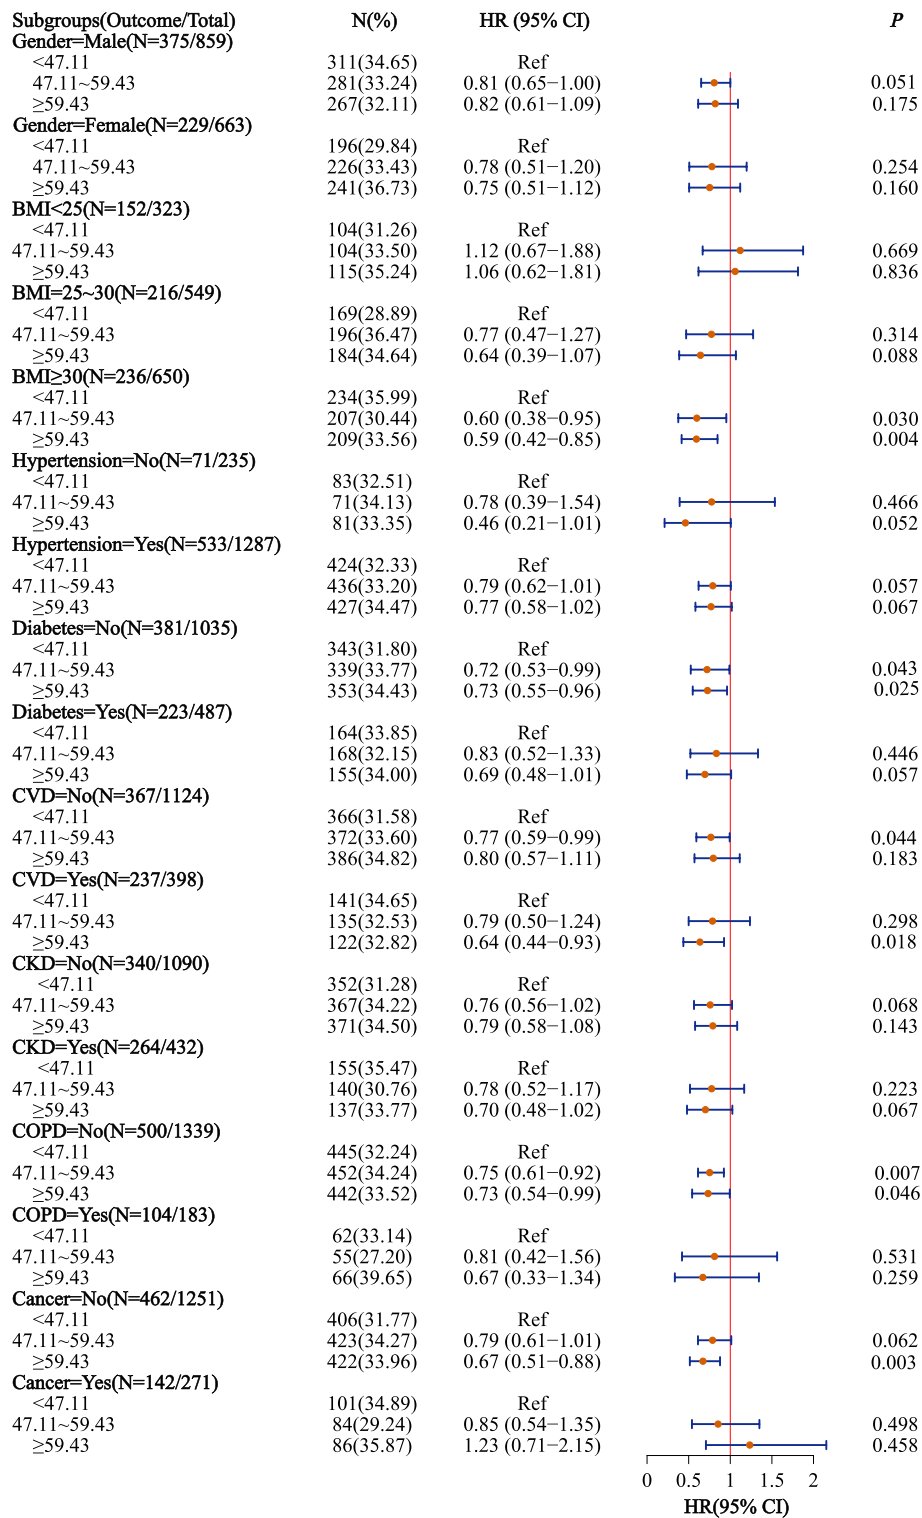 Subgroups(Outcome/Total) N(%) HR (95% CI) P
Gender=Male(N=375/859)
<47.11 311(34.65) Ref
47.11~59.43 281(33.24) 0.81 (0.65−1.00) 0.051
≥59.43 267(32.11) 0.82 (0.61−1.09) 0.175
Gender=Female(N=229/663)
<47.11 196(29.84) Ref
47.11~59.43 226(33.43) 0.78 (0.51−1.20) 0.254
≥59.43 241(36.73) 0.75 (0.51−1.12) 0.160
BMI<25(N=152/323)
<47.11 104(31.26) Ref
47.11~59.43 104(33.50) 1.12 (0.67−1.88) 0.669
≥59.43 115(35.24) 1.06 (0.62−1.81) 0.836
BMI=25~30(N=216/549)
<47.11 169(28.89) Ref
47.11~59.43 196(36.47) 0.77 (0.47−1.27) 0.314
≥59.43 184(34.64) 0.64 (0.39−1.07) 0.088
BMI≥30(N=236/650)
<47.11 234(35.99) Ref
47.11~59.43 207(30.44) 0.60 (0.38−0.95) 0.030
≥59.43 209(33.56) 0.59 (0.42−0.85) 0.004
Hypertension=No(N=71/235)
<47.11 83(32.51) Ref
47.11~59.43 71(34.13) 0.78 (0.39−1.54) 0.466
≥59.43 81(33.35) 0.46 (0.21−1.01) 0.052
Hypertension=Yes(N=533/1287)
<47.11 424(32.33) Ref
47.11~59.43 436(33.20) 0.79 (0.62−1.01) 0.057
≥59.43 427(34.47) 0.77 (0.58−1.02) 0.067
Diabetes=No(N=381/1035)
<47.11 343(31.80) Ref
47.11~59.43 339(33.77) 0.72 (0.53−0.99) 0.043
≥59.43 353(34.43) 0.73 (0.55−0.96) 0.025
Diabetes=Yes(N=223/487)
<47.11 164(33.85) Ref
47.11~59.43 168(32.15) 0.83 (0.52−1.33) 0.446
≥59.43 155(34.00) 0.69 (0.48−1.01) 0.057
CVD=No(N=367/1124)
<47.11 366(31.58) Ref
47.11~59.43 372(33.60) 0.77 (0.59−0.99) 0.044
≥59.43 386(34.82) 0.80 (0.57−1.11) 0.183
CVD=Yes(N=237/398)
<47.11 141(34.65) Ref
47.11~59.43 135(32.53) 0.79 (0.50−1.24) 0.298
≥59.43 122(32.82) 0.64 (0.44−0.93) 0.018
CKD=No(N=340/1090)
<47.11 352(31.28) Ref
47.11~59.43 367(34.22) 0.76 (0.56−1.02) 0.068
≥59.43 371(34.50) 0.79 (0.58−1.08) 0.143
CKD=Yes(N=264/432)
<47.11 155(35.47) Ref
47.11~59.43 140(30.76) 0.78 (0.52−1.17) 0.223
≥59.43 137(33.77) 0.70 (0.48−1.02) 0.067
COPD=No(N=500/1339)
<47.11 445(32.24) Ref
47.11~59.43 452(34.24) 0.75 (0.61−0.92) 0.007
≥59.43 442(33.52) 0.73 (0.54−0.99) 0.046
COPD=Yes(N=104/183)
<47.11 62(33.14) Ref
47.11~59.43 55(27.20) 0.81 (0.42−1.56) 0.531
≥59.43 66(39.65) 0.67 (0.33−1.34) 0.259
Cancer=No(N=462/1251)
<47.11 406(31.77) Ref
47.11~59.43 423(34.27) 0.79 (0.61−1.01) 0.062
≥59.43 422(33.96) 0.67 (0.51−0.88) 0.003
Cancer=Yes(N=142/271)
<47.11 101(34.89) Ref
47.11~59.43 84(29.24) 0.85 (0.54−1.35) 0.498
≥59.43 86(35.87) 1.23 (0.71−2.15) 0.458
0 0.5 1 1.5 2
HR(95% CI)